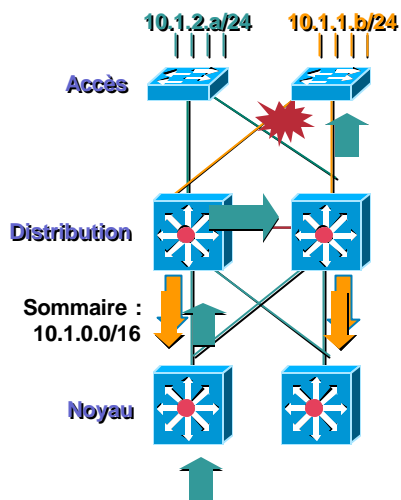 10.1.2.a/24
10.1.1.b/24
Accès
Distribution
Sommaire :
10.1.0.0/16
Noyau